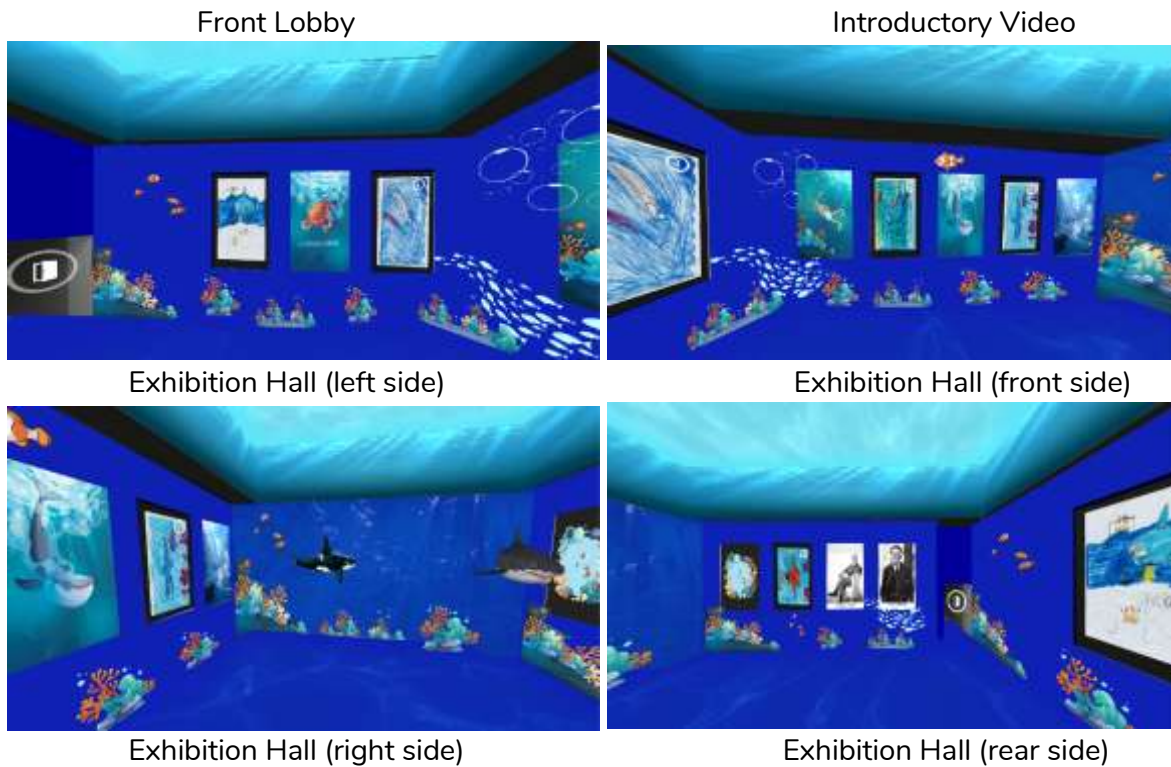 Front Lobby
Introductory Video
Exhibition Hall (left side)
Exhibition Hall (front side)
Exhibition Hall (right side)
Exhibition Hall (rear side)